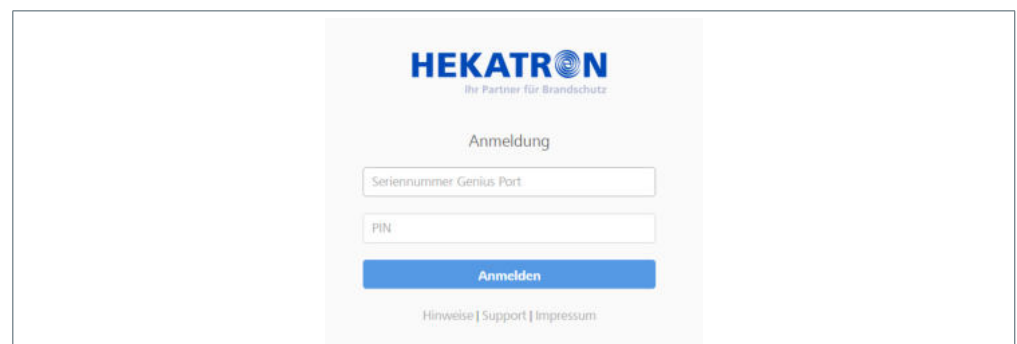 HEKATRON
Ihr Partner für Brandschutz
Anmeldung
Seriennummer Genius Port
PIN
Anmelden
Hinweise | Support | Impressum